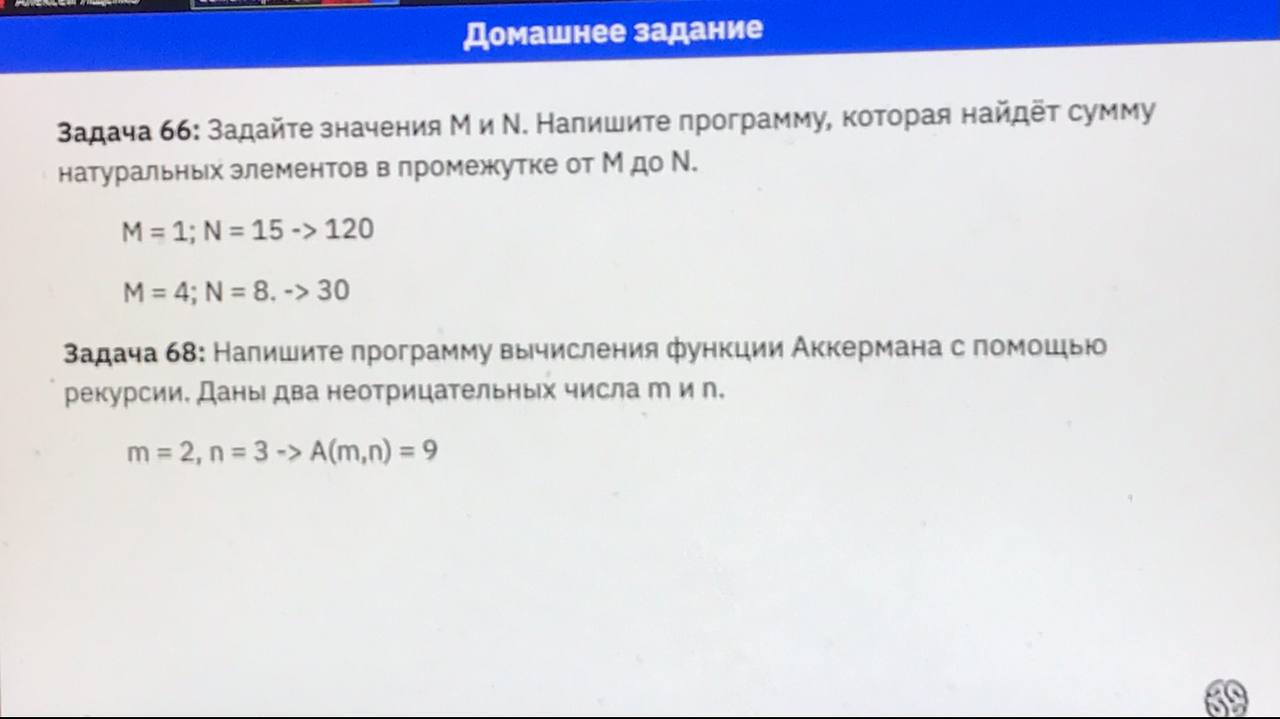 Домашнее задание
Задача 66: Задайте значения M и N. Напишите программу, которая найдёт сумму
натуральных элементов в промежутке от M до N.
M = 1; N = 15 -> 120
M = 4; N = 8. -> 30
Задача 68: Напишите программу вычисления функции Аккермана с помощью
рекурсии. Даны два неотрицательных числа m и n.
m = 2, n = 3 -> A(m,n) = 9